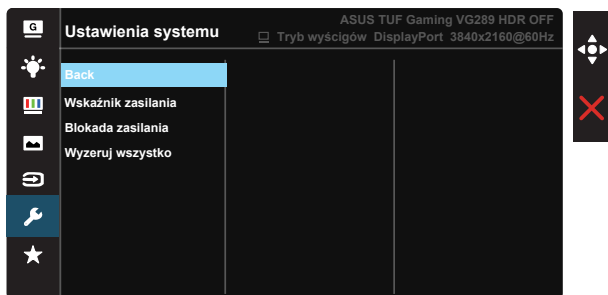 G
Ustawienia systemu
ASUS TUF Gaming VG289 HDR OFF
Tryb wyścigów DisplayPort 3840x2160@60Hz
Back
Wskaźnik zasilania
Blokada zasilania
Wyzeruj wszystko